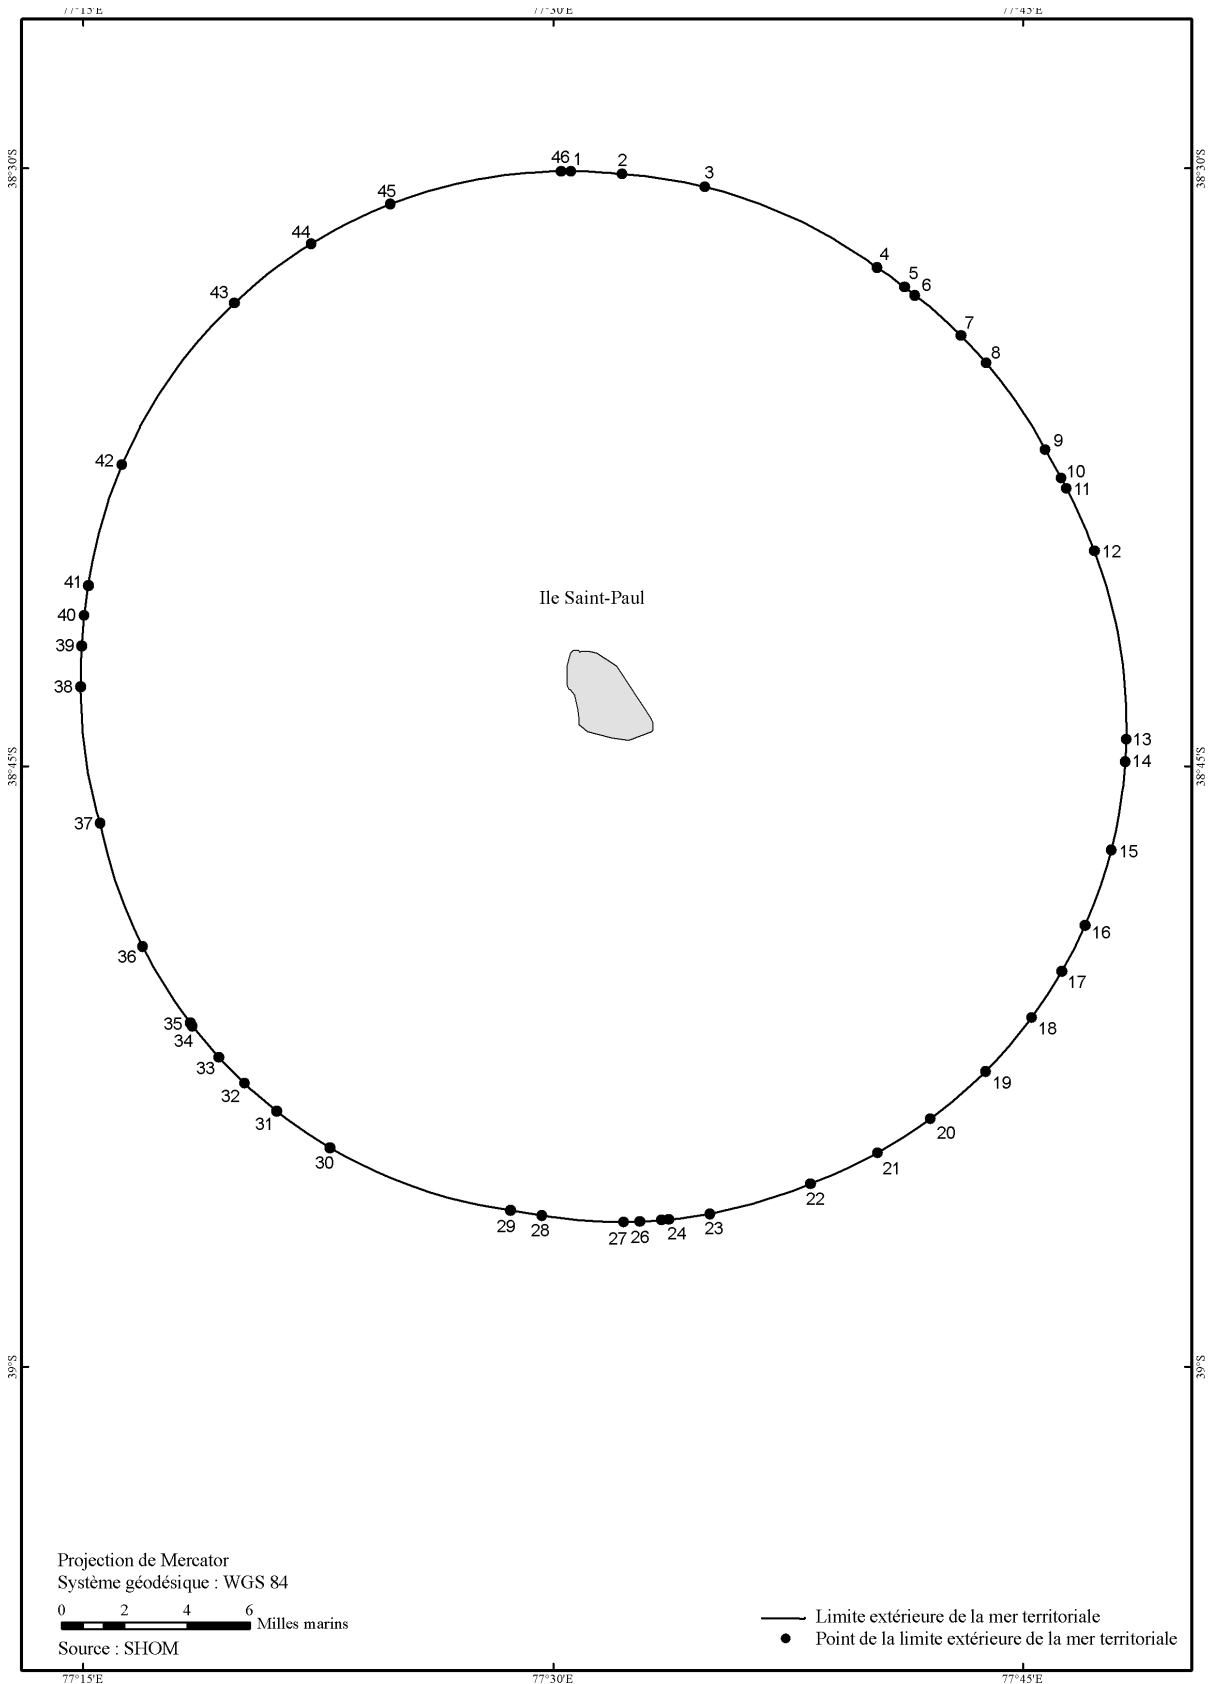 77°15'E 77°30'E 77°45'E
38°30'S 38°30'S
46 1 2 3
45
44
43
4
5
6
7
8
9
42
10
11
12
41
40
39
38
Ile Saint-Paul
13
14
38°45'S 38°45'S
37
15
16
36
17
18
35
34
33
32
31
30
19
20
21
22
29 28 27 26 24 23
39°S 39°S
Projection de Mercator
Système géodésique : WGS 84
0 2 4 6
Milles marins
Source : SHOM
Limite extérieure de la mer territoriale
Point de la limite extérieure de la mer territoriale
77°15'E 77°30'E 77°45'E